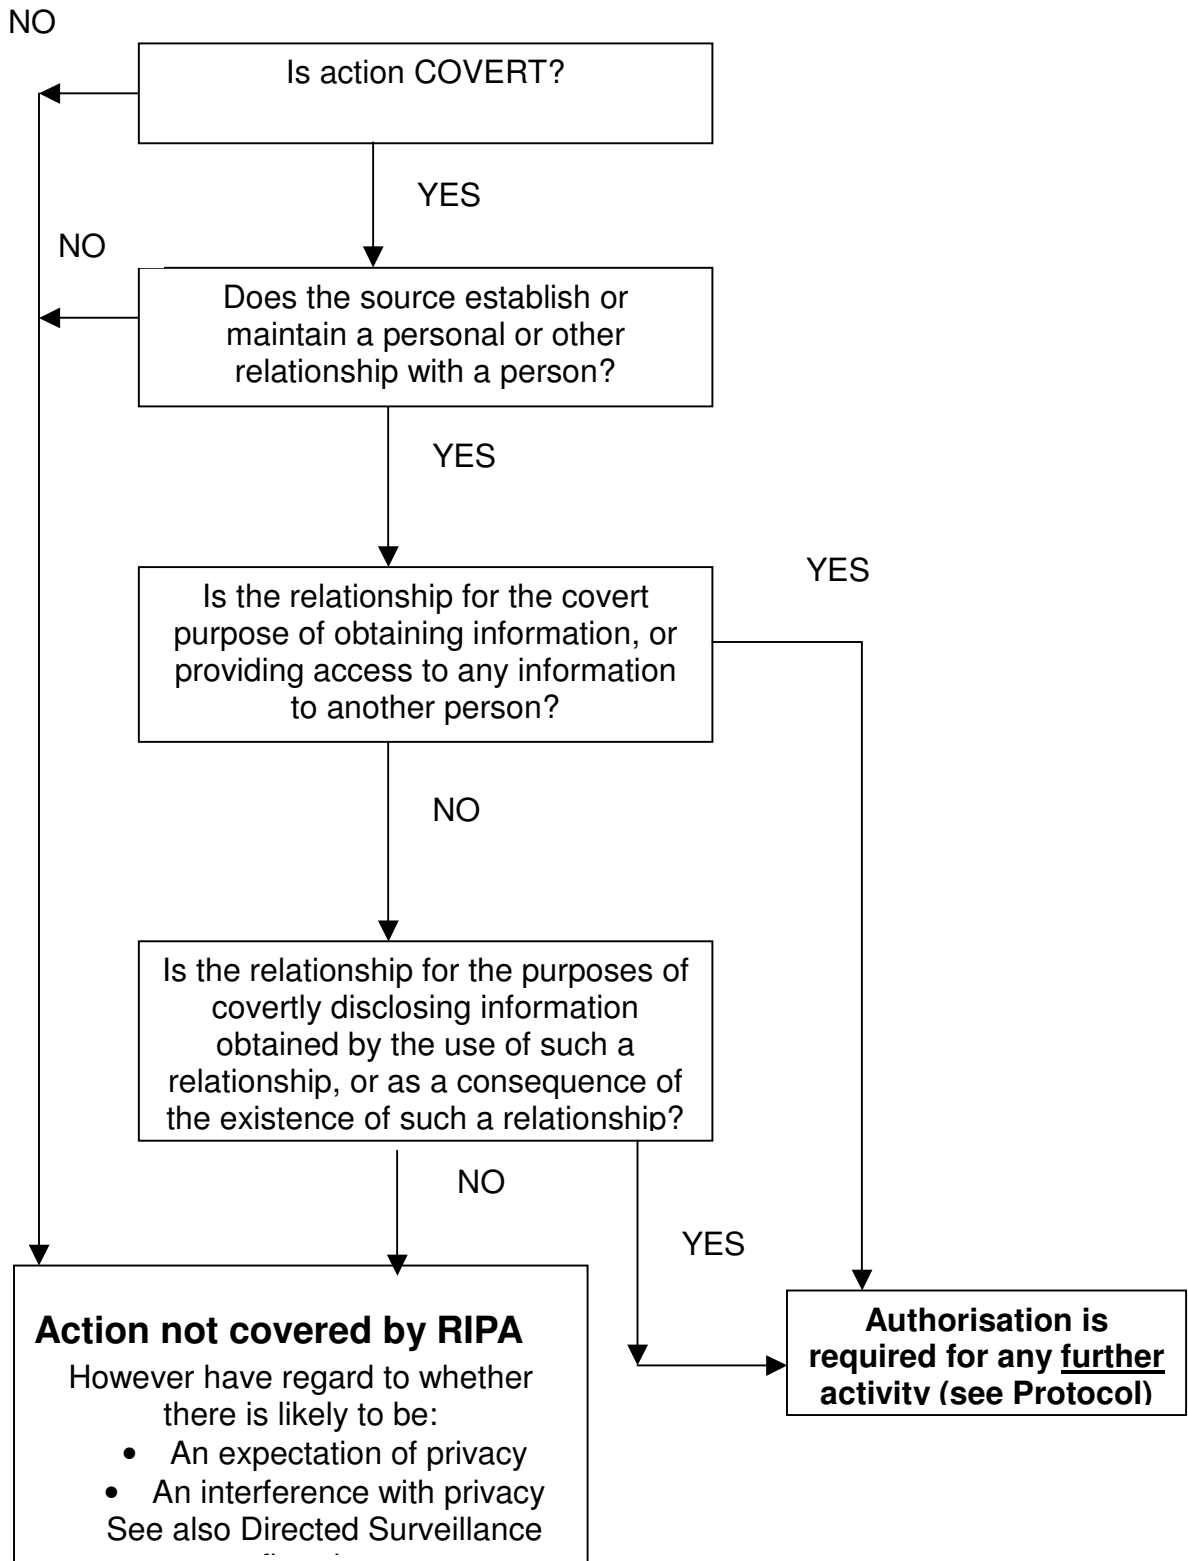 NO
Is action COVERT?
YES
NO
Does the source establish or
maintain a personal or other
relationship with a person?
YES
YES
Is the relationship for the covert
purpose of obtaining information, or
providing access to any information
to another person?
NO
Is the relationship for the purposes of
covertly disclosing information
obtained by the use of such a
relationship, or as a consequence of
the existence of such a relationship?
NO
YES
Action not covered by RIPA
However have regard to whether
there is likely to be:
• An expectation of privacy
• An interference with privacy
See also Directed Surveillance
Authorisation is
required for any further
activity (see Protocol)